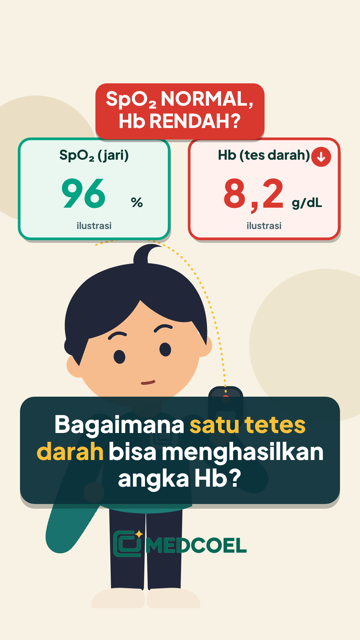 SpO₂ NORMAL,
Hb RENDAH?
SpO₂ (jari)
96 %
ilustrasi
Hb (tes darah)
8,2 g/dL
ilustrasi
Bagaimana satu tetes
darah bisa menghasilkan
angka Hb?
MEDCOEL